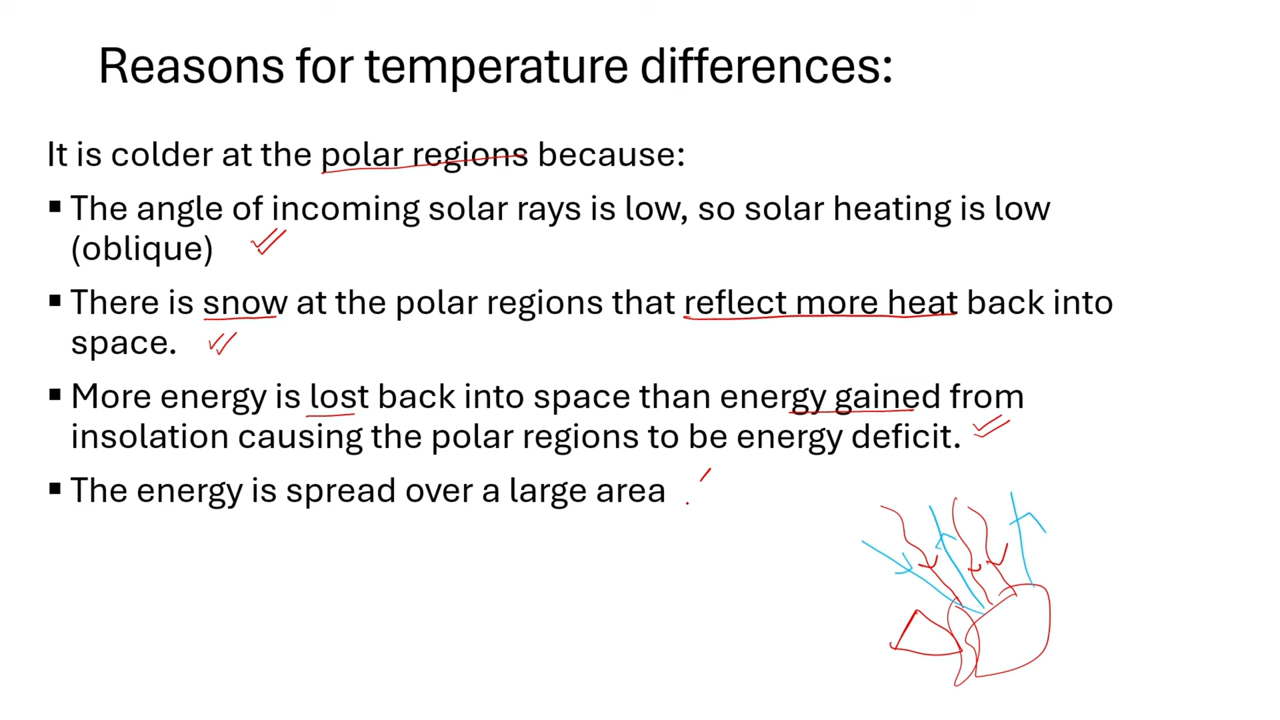 Reasons for temperature differences:
It is colder at the polar regions because:
▪ The angle of incoming solar rays is low, so solar heating is low
(oblique)
▪ There is snow at the polar regions that reflect more heat back into
space.
▪ More energy is lost back into space than energy gained from
insolation causing the polar regions to be energy deficit.
▪ The energy is spread over a large area